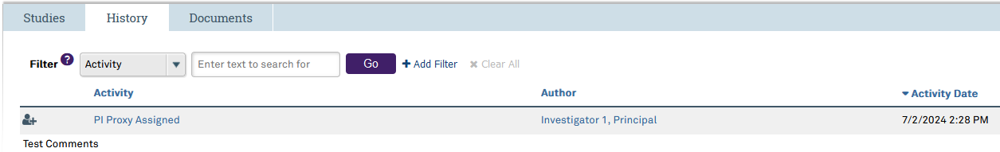 Studies History Documents
Filter ? Activity Enter text to search for Go + Add Filter × Clear All
Activity Author Activity Date
PI Proxy Assigned Investigator 1, Principal 7/2/2024 2:28 PM
Test Comments